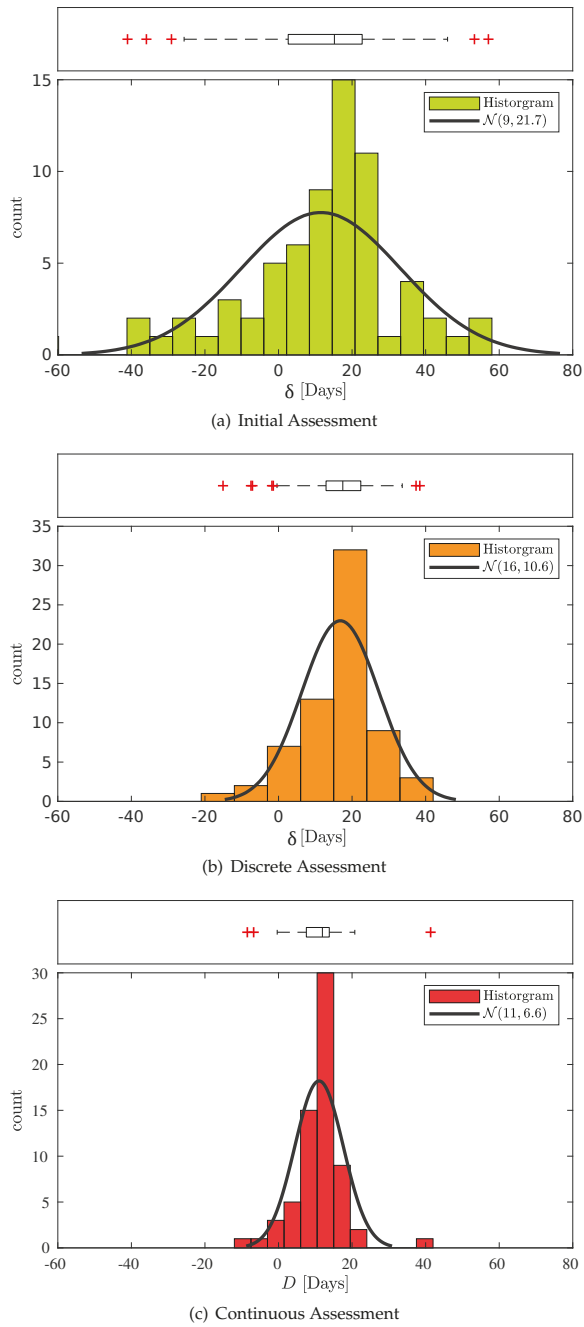 15
10
5
0
count
Historgram
N(9, 21.7)
-60 -40 -20 0 20 40 60 80
δ [Days]
(a) Initial Assessment
35
30
25
20
15
10
5
0
count
Historgram
N(16, 10.6)
-60 -40 -20 0 20 40 60 80
δ [Days]
(b) Discrete Assessment
30
25
20
15
10
5
0
count
Historgram
N(11, 6.6)
-60 -40 -20 0 20 40 60 80
D [Days]
(c) Continuous Assessment